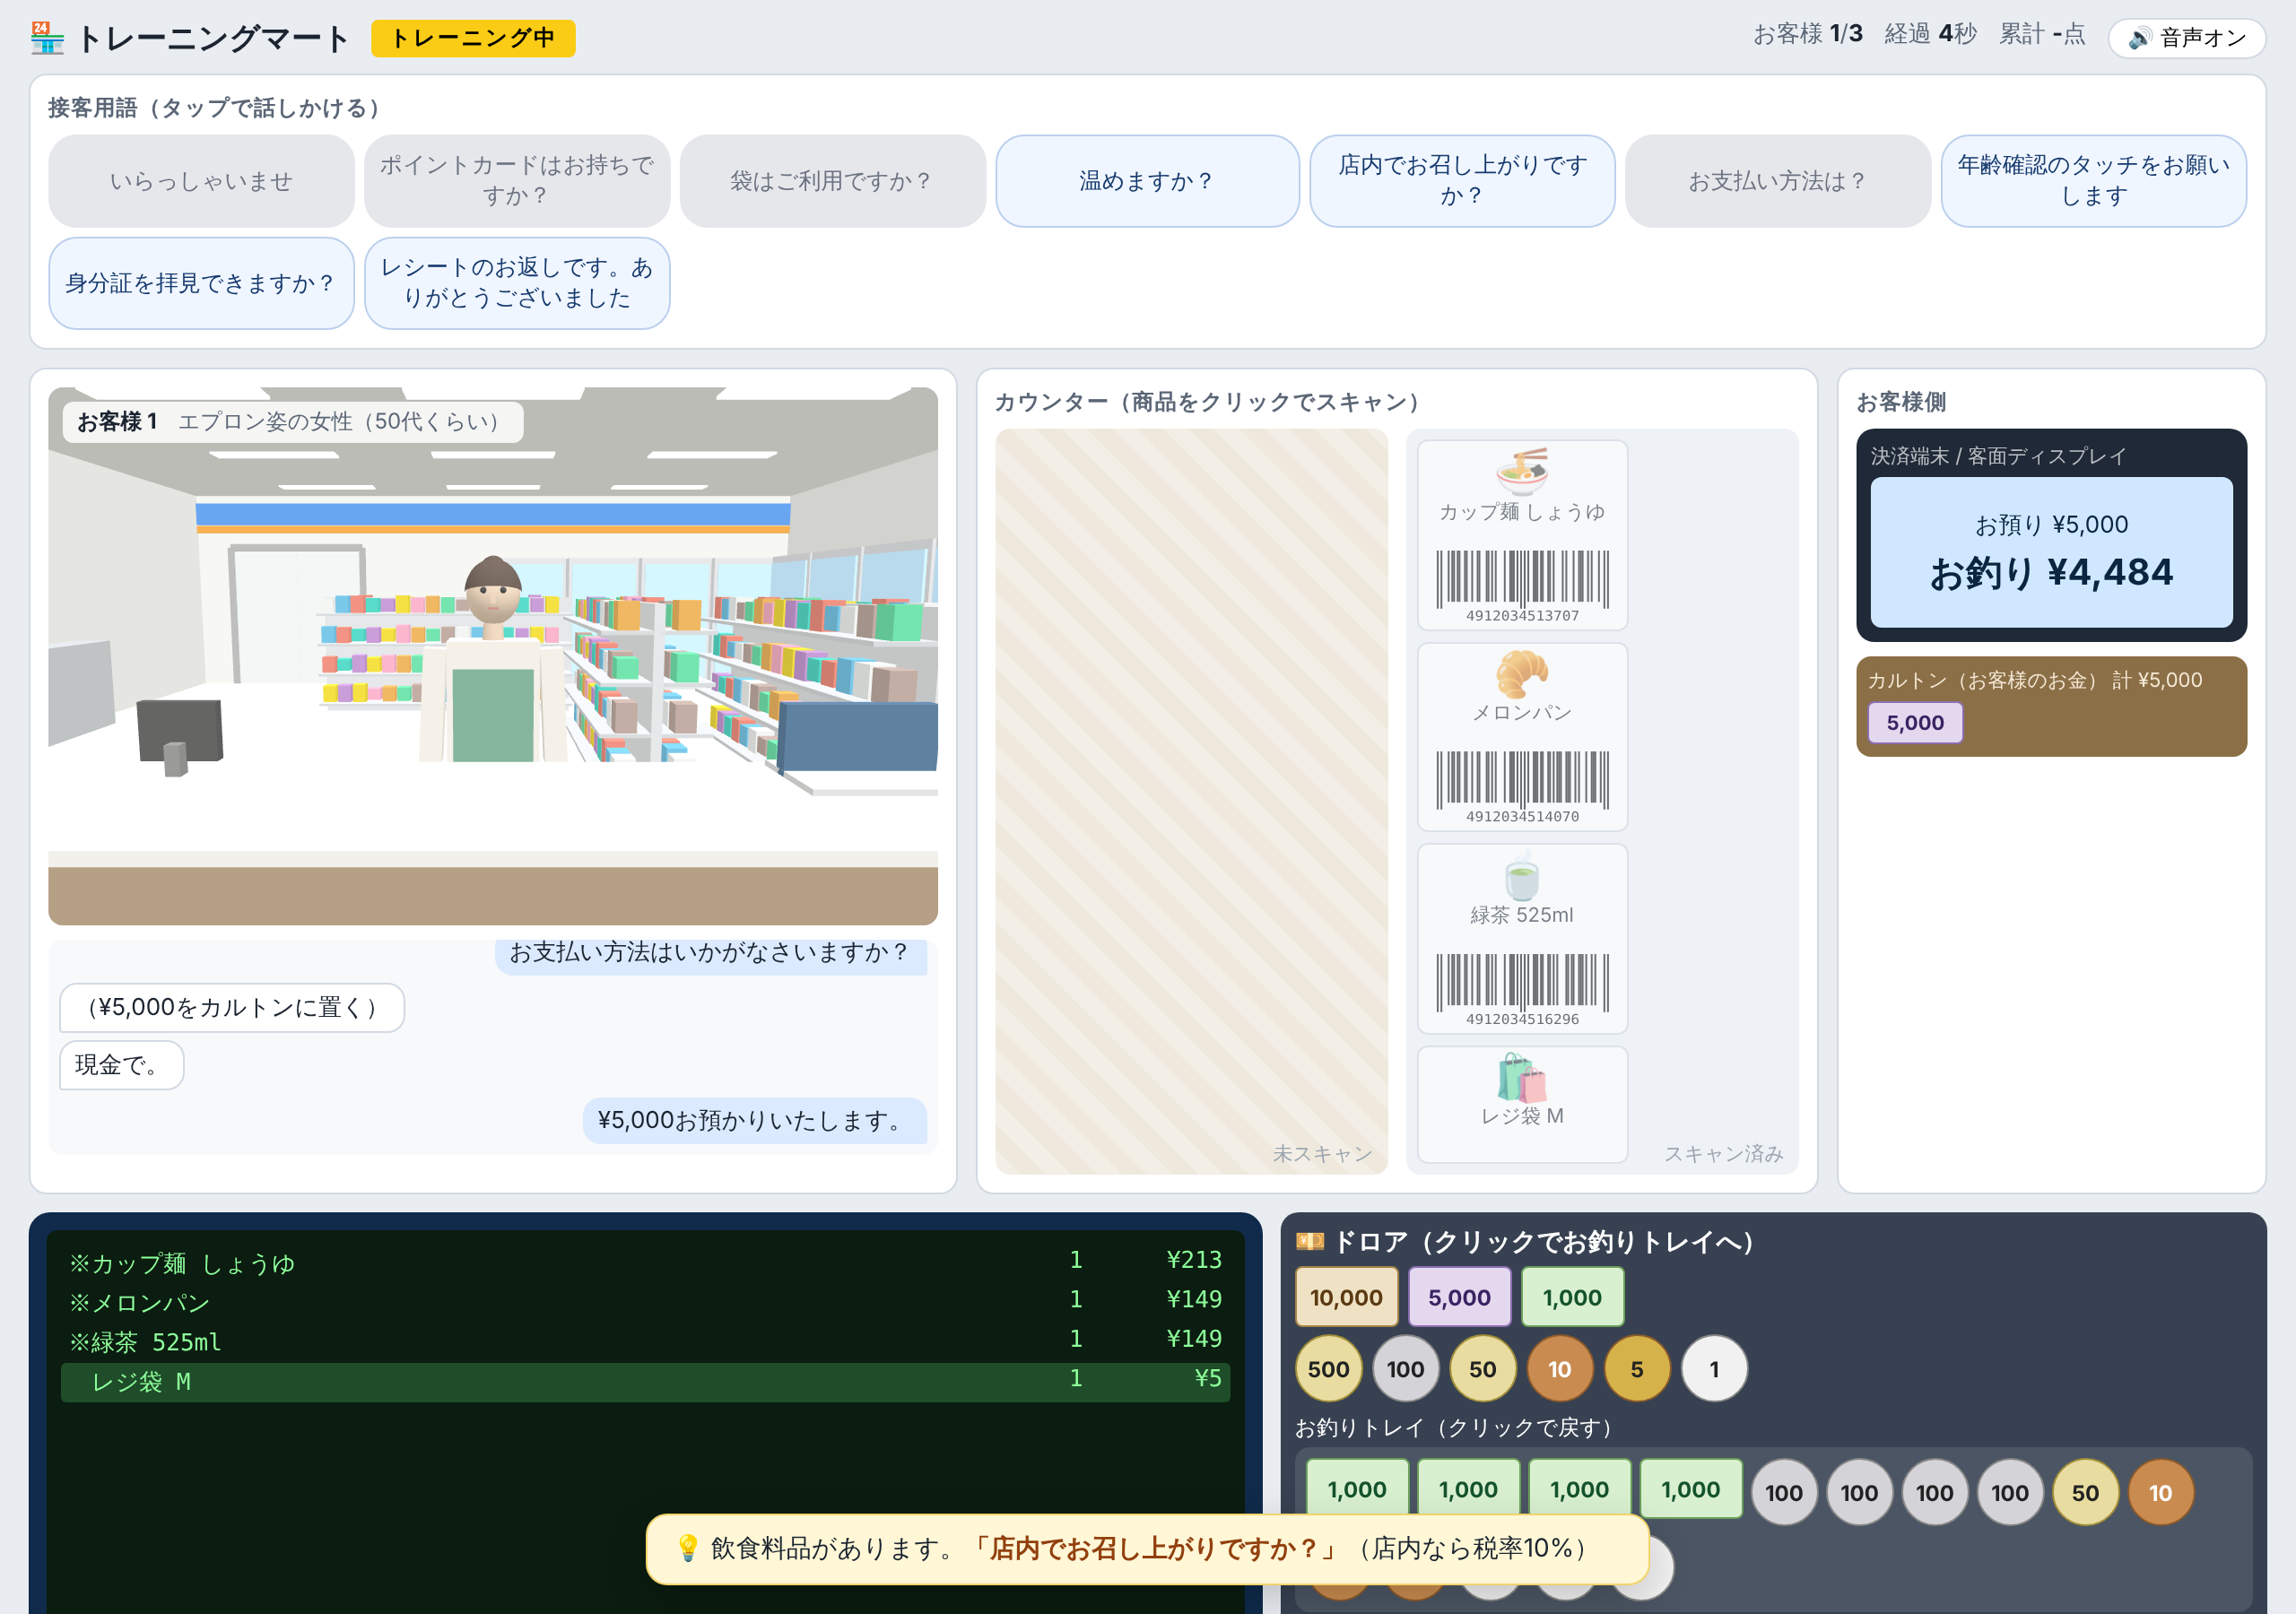 トレーニングマート
トレーニング中
お客様 1/3 経過 4秒 累計 -点
🔊 音声オン
接客用語（タップで話しかける）
いらっしゃいませ
ポイントカードはお持ちで
すか？
袋はご利用ですか？
温めますか？
店内でお召し上がりです
か？
お支払い方法は？
年齢確認のタッチをお願い
します
身分証を拝見できますか？
レシートのお返しです。あ
りがとうございました
お客様 1 エプロン姿の女性（50代くらい）
お支払い方法はいかがなさいますか？
（¥5,000をカルトンに置く）
現金で。
¥5,000お預かりいたします。
カウンター（商品をクリックでスキャン）
未スキャン
カップ麺 しょうゆ
4912034513707
メロンパン
4912034514070
緑茶 525ml
4912034516296
レジ袋 M
スキャン済み
お客様側
決済端末 / 客面ディスプレイ
お預り ¥5,000
お釣り ¥4,484
カルトン（お客様のお金） 計 ¥5,000
5,000
※カップ麺 しょうゆ 1 ¥213
※メロンパン 1 ¥149
※緑茶 525ml 1 ¥149
レジ袋 M 1 ¥5
ドロア（クリックでお釣りトレイへ）
10,000 5,000 1,000
500 100 50 10 5 1
お釣りトレイ（クリックで戻す）
1,000 1,000 1,000 1,000 100 100 100 100 50 10
💡 飲食料品があります。「店内でお召し上がりですか？」（店内なら税率10%）